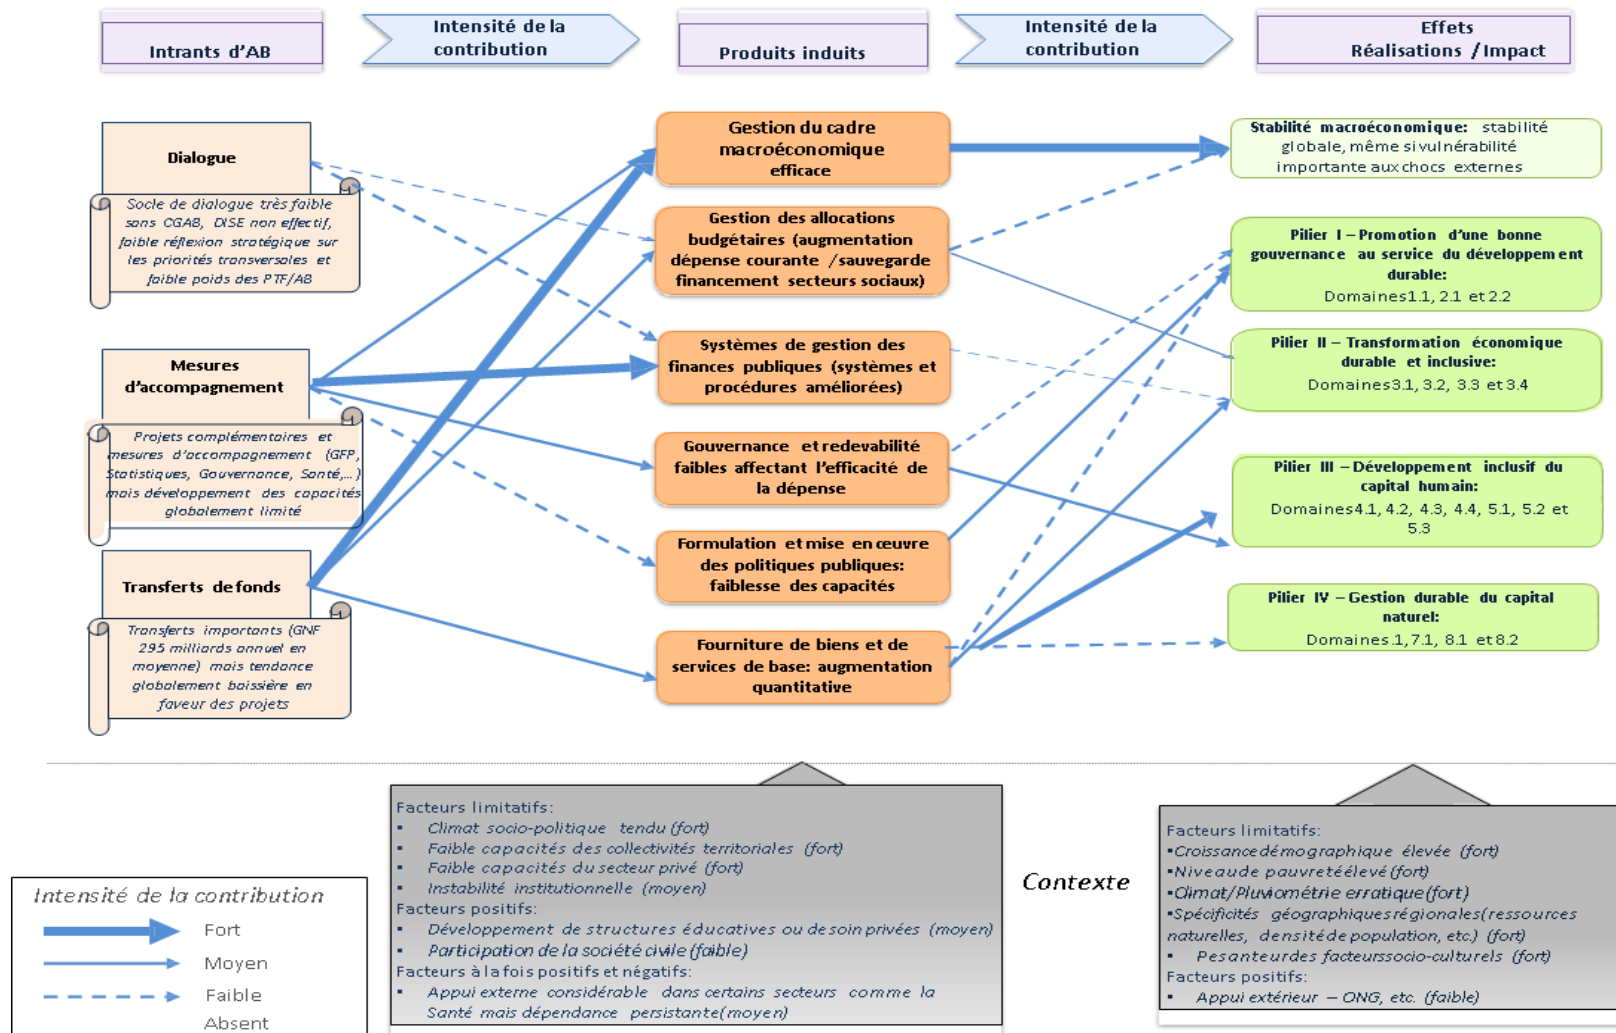 Intrants d'AB
Intensité de la
contribution
Produits induits
Intensité de la
contribution
Effets
Réalisations /Impact
Dialogue
Socle de dialogue très faible
sans CGAB, DISE non effectif,
faible réflexion stratégique sur
les priorités transversales et
faible poids des PTF/AB
Mesures
d'accompagnement
Projets complémentaires et
mesures d'accompagnement (GFP,
Statistiques, Gouvernance, Santé,...)
mais développement des capacités
globalement limité
Transferts de fonds
Transferts importants (GNF
295 milliards annuel en
moyenne) mais tendance
globalement baissière en
faveur des projets
Gestion du cadre
macroéconomique
efficace
Gestion des allocations
budgétaires (augmentation
dépense courante /sauvegarde
financement secteurs sociaux)
Systèmes de gestion des
finances publiques (systèmes et
procédures améliorées)
Gouvernance et redevabilité
faibles affectant l'efficacité de
la dépense
Formulation et mise en œuvre
des politiques publiques:
faiblesse des capacités
Fourniture de biens et de
services de base: augmentation
quantitative
Stabilité macroéconomique: stabilité
globale, même si vulnérabilité
importante aux chocs externes
Pilier I – Promotion d'une bonne
gouvernance au service du développement
durable:
Domaines 1.1, 2.1 et 2.2
Pilier II – Transformation économique
durable et inclusive:
Domaines 3.1, 3.2, 3.3 et 3.4
Pilier III – Développement inclusif du
capital humain:
Domaines 4.1, 4.2, 4.3, 4.4, 5.1, 5.2 et
5.3
Pilier IV – Gestion durable du capital
naturel:
Domaines .1,7.1, 8.1 et 8.2
Intensité de la contribution
Fort
Moyen
Faible
Absent
Facteurs limitatifs:
▪ Climat socio-politique tendu (fort)
▪ Faible capacités des collectivités territoriales (fort)
▪ Faible capacités du secteur privé (fort)
▪ Instabilité institutionnelle (moyen)
Facteurs positifs:
▪ Développement de structures éducatives ou de soin privées (moyen)
▪ Participation de la société civile (faible)
Facteurs à la fois positifs et négatifs:
▪ Appui externe considérable dans certains secteurs comme la
Santé mais dépendance persistante(moyen)
Contexte
Facteurs limitatifs:
▪Croissance démographique élevée (fort)
▪Niveau de pauvreté élevé (fort)
▪Climat/Pluviométrie erratique (fort)
▪Spécificités géographiques régionales (ressources
naturelles, densité de population, etc.) (fort)
▪ Pesanteur des facteurs socio-culturels (fort)
Facteurs positifs:
▪ Appui extérieur – ONG, etc. (faible)